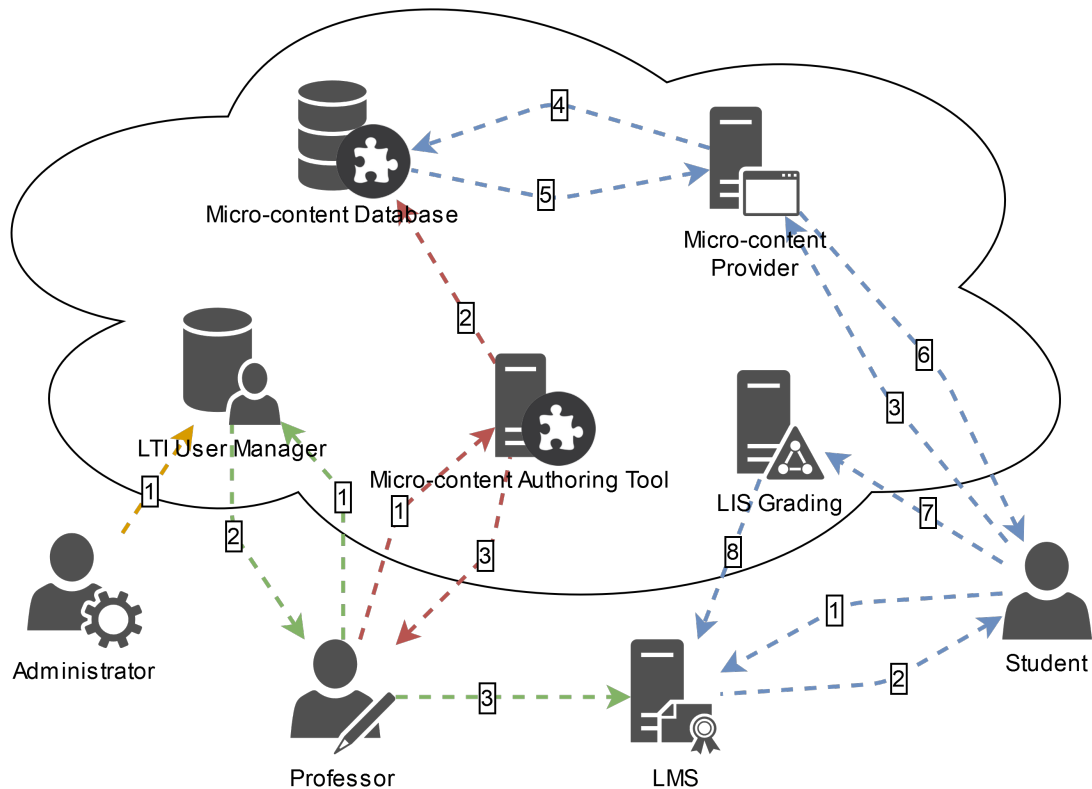 4
5
Micro-content Database
Micro-content
Provider
2
6
3
LTI User Manager
1
1
2
1
Micro-content Authoring Tool
3
LIS Grading
7
8
Administrator
1
2
Student
3
Professor
LMS